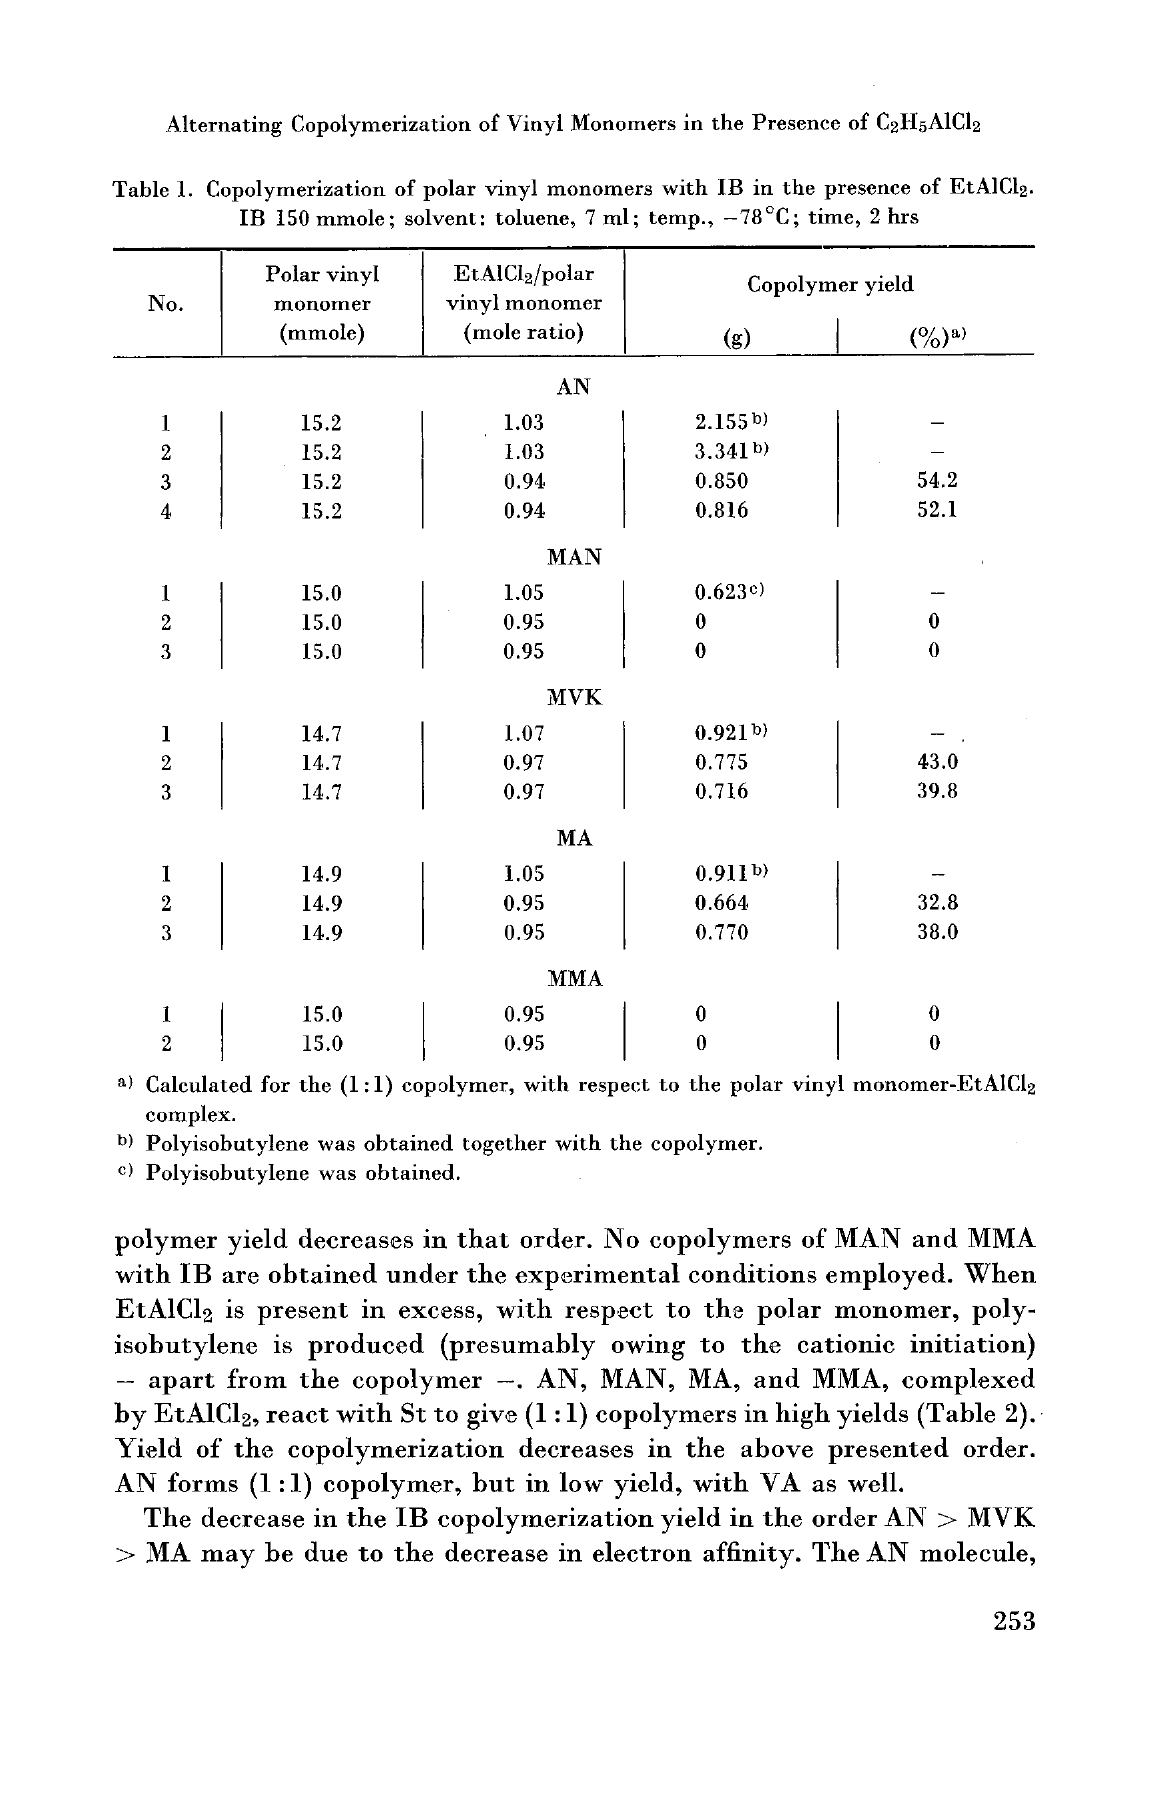 Alternating Copolymerization of Vinyl Monomers in the Presence of C2H5AlCl2
Table 1. Copolymerization of polar vinyl monomers with IB in the presence of EtAlCl2.
IB 150 mmole; solvent: toluene, 7 ml; temp., −78°C; time, 2 hrs
No. | Polar vinyl monomer (mmole) | EtAlCl2/polar vinyl monomer (mole ratio) | Copolymer yield (g) | (%)a)
AN
1 | 15.2 | 1.03 | 2.155 b) | –
2 | 15.2 | 1.03 | 3.341 b) | –
3 | 15.2 | 0.94 | 0.850 | 54.2
4 | 15.2 | 0.94 | 0.816 | 52.1
MAN
1 | 15.0 | 1.05 | 0.623c) | –
2 | 15.0 | 0.95 | 0 | 0
3 | 15.0 | 0.95 | 0 | 0
MVK
1 | 14.7 | 1.07 | 0.921 b) | –
2 | 14.7 | 0.97 | 0.775 | 43.0
3 | 14.7 | 0.97 | 0.716 | 39.8
MA
1 | 14.9 | 1.05 | 0.911 b) | –
2 | 14.9 | 0.95 | 0.664 | 32.8
3 | 14.9 | 0.95 | 0.770 | 38.0
MMA
1 | 15.0 | 0.95 | 0 | 0
2 | 15.0 | 0.95 | 0 | 0
a) Calculated for the (1:1) copolymer, with respect to the polar vinyl monomer-EtAlCl2
complex.
b) Polyisobutylene was obtained together with the copolymer.
c) Polyisobutylene was obtained.
polymer yield decreases in that order. No copolymers of MAN and MMA
with IB are obtained under the experimental conditions employed. When
EtAlCl2 is present in excess, with respect to the polar monomer, poly-
isobutylene is produced (presumably owing to the cationic initiation)
– apart from the copolymer –. AN, MAN, MA, and MMA, complexed
by EtAlCl2, react with St to give (1 : 1) copolymers in high yields (Table 2).
Yield of the copolymerization decreases in the above presented order.
AN forms (1 : 1) copolymer, but in low yield, with VA as well.
The decrease in the IB copolymerization yield in the order AN > MVK
> MA may be due to the decrease in electron affinity. The AN molecule,
253